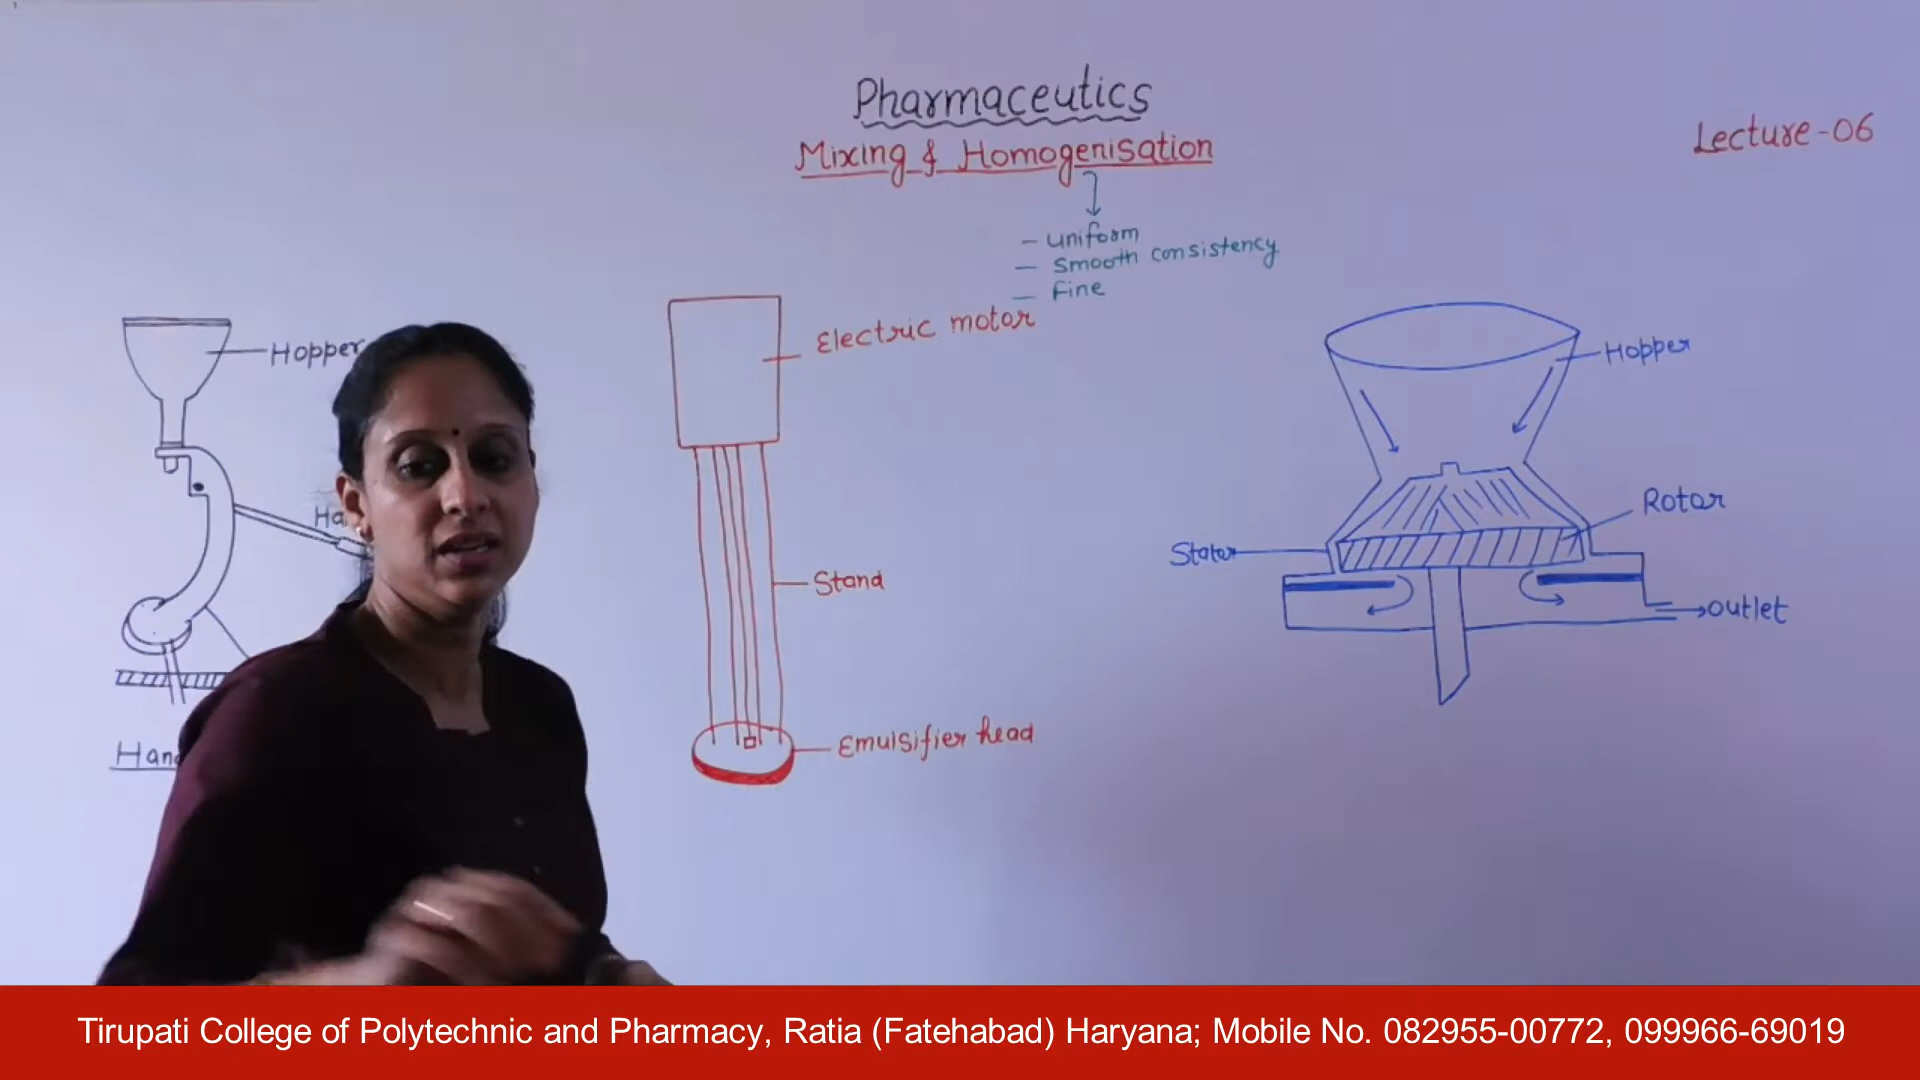 Pharmaceutics
Mixing & Homogenisation
Lecture-06
- Uniform
- Smooth consistency
- Fine
Hopper
Electric motor
Stand
Emulsifier head
Hopper
Rotor
Stator
outlet
Tirupati College of Polytechnic and Pharmacy, Ratia (Fatehabad) Haryana; Mobile No. 082955-00772, 099966-69019